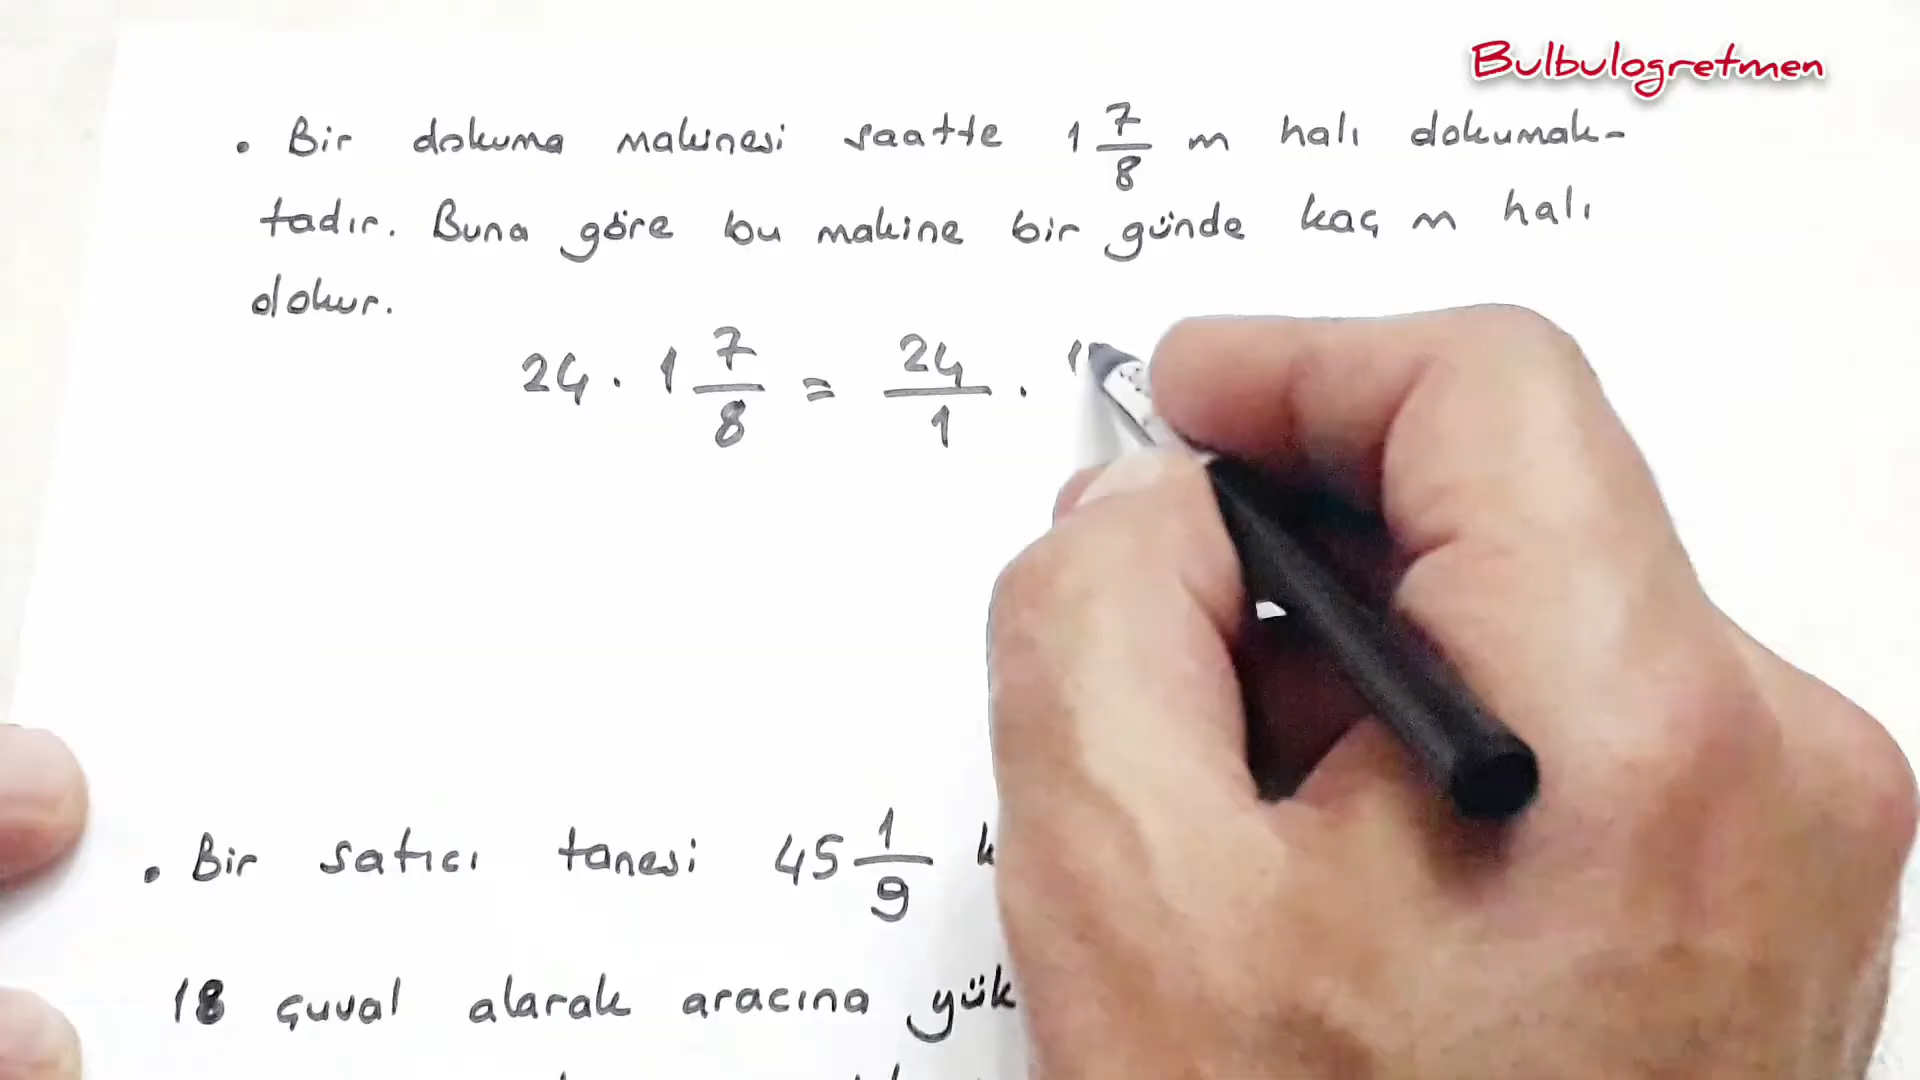 Bulbulogretmen
. Bir dokuma makinesi saatte 1 7/8 m halı dokumak-
tadır. Buna göre bu makine bir günde kaç m halı
dokur.
24 . 1 7/8 = 24/1 . 1
. Bir satıcı tanesi 45 1/9 k
18 çuval alarak aracına yük